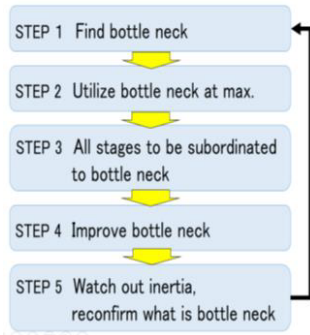 STEP 1 Find bottle neck
STEP 2 Utilize bottle neck at max.
STEP 3 All stages to be subordinated
to bottle neck
STEP 4 Improve bottle neck
STEP 5 Watch out inertia,
reconfirm what is bottle neck